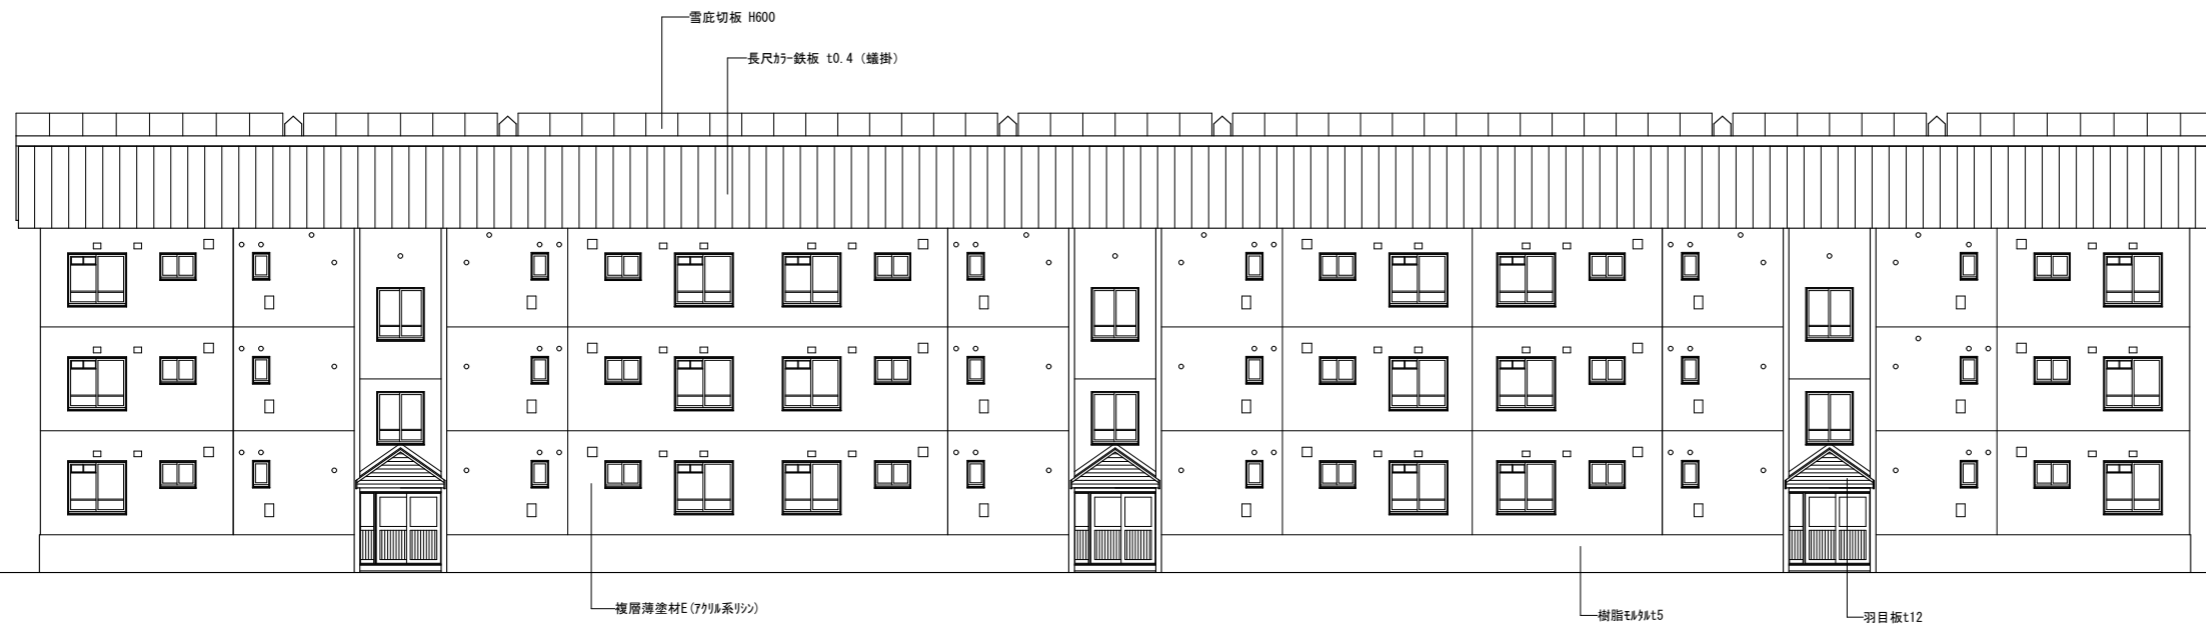 雪庇切板 H600
長尺ｶﾗｰ鉄板 t0.4 (蟻掛)
複層薄塗材E(ｱｸﾘﾙ系ﾘｼﾝ)
樹脂ﾓﾙﾀﾙt5
羽目板t12